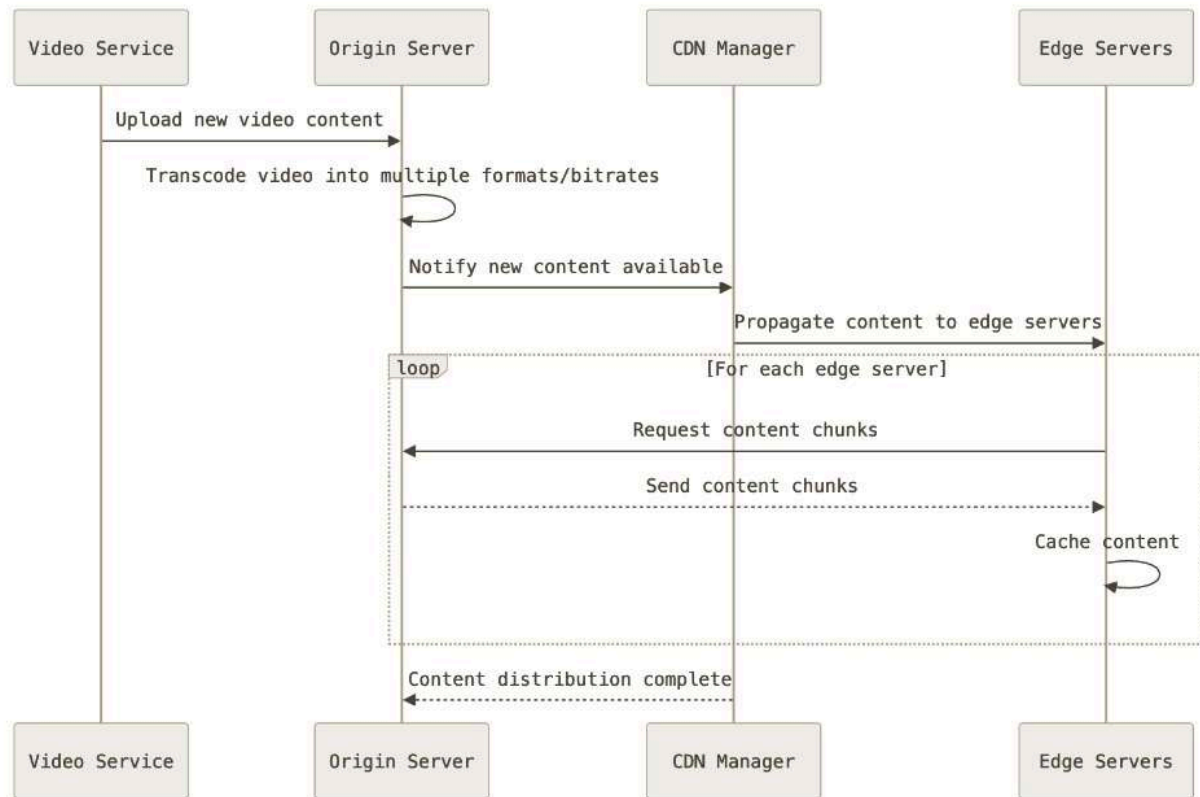 Video Service
Origin Server
CDN Manager
Edge Servers
Upload new video content
Transcode video into multiple formats/bitrates
Notify new content available
Propagate content to edge servers
loop
[For each edge server]
Request content chunks
Send content chunks
Cache content
Content distribution complete
Video Service
Origin Server
CDN Manager
Edge Servers